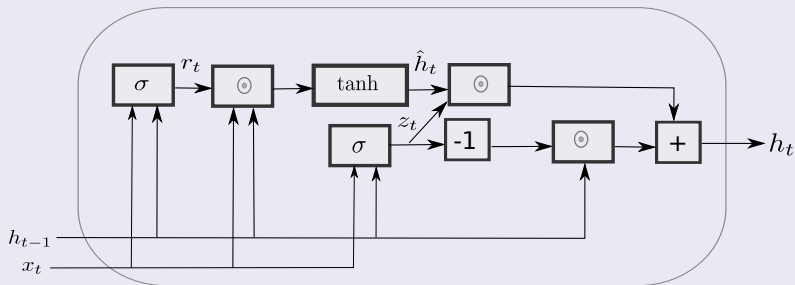 σ r_t ⊙ tanh ĥ_t ⊙
z_t
σ -1 ⊙ + h_t
h_{t-1}
x_t